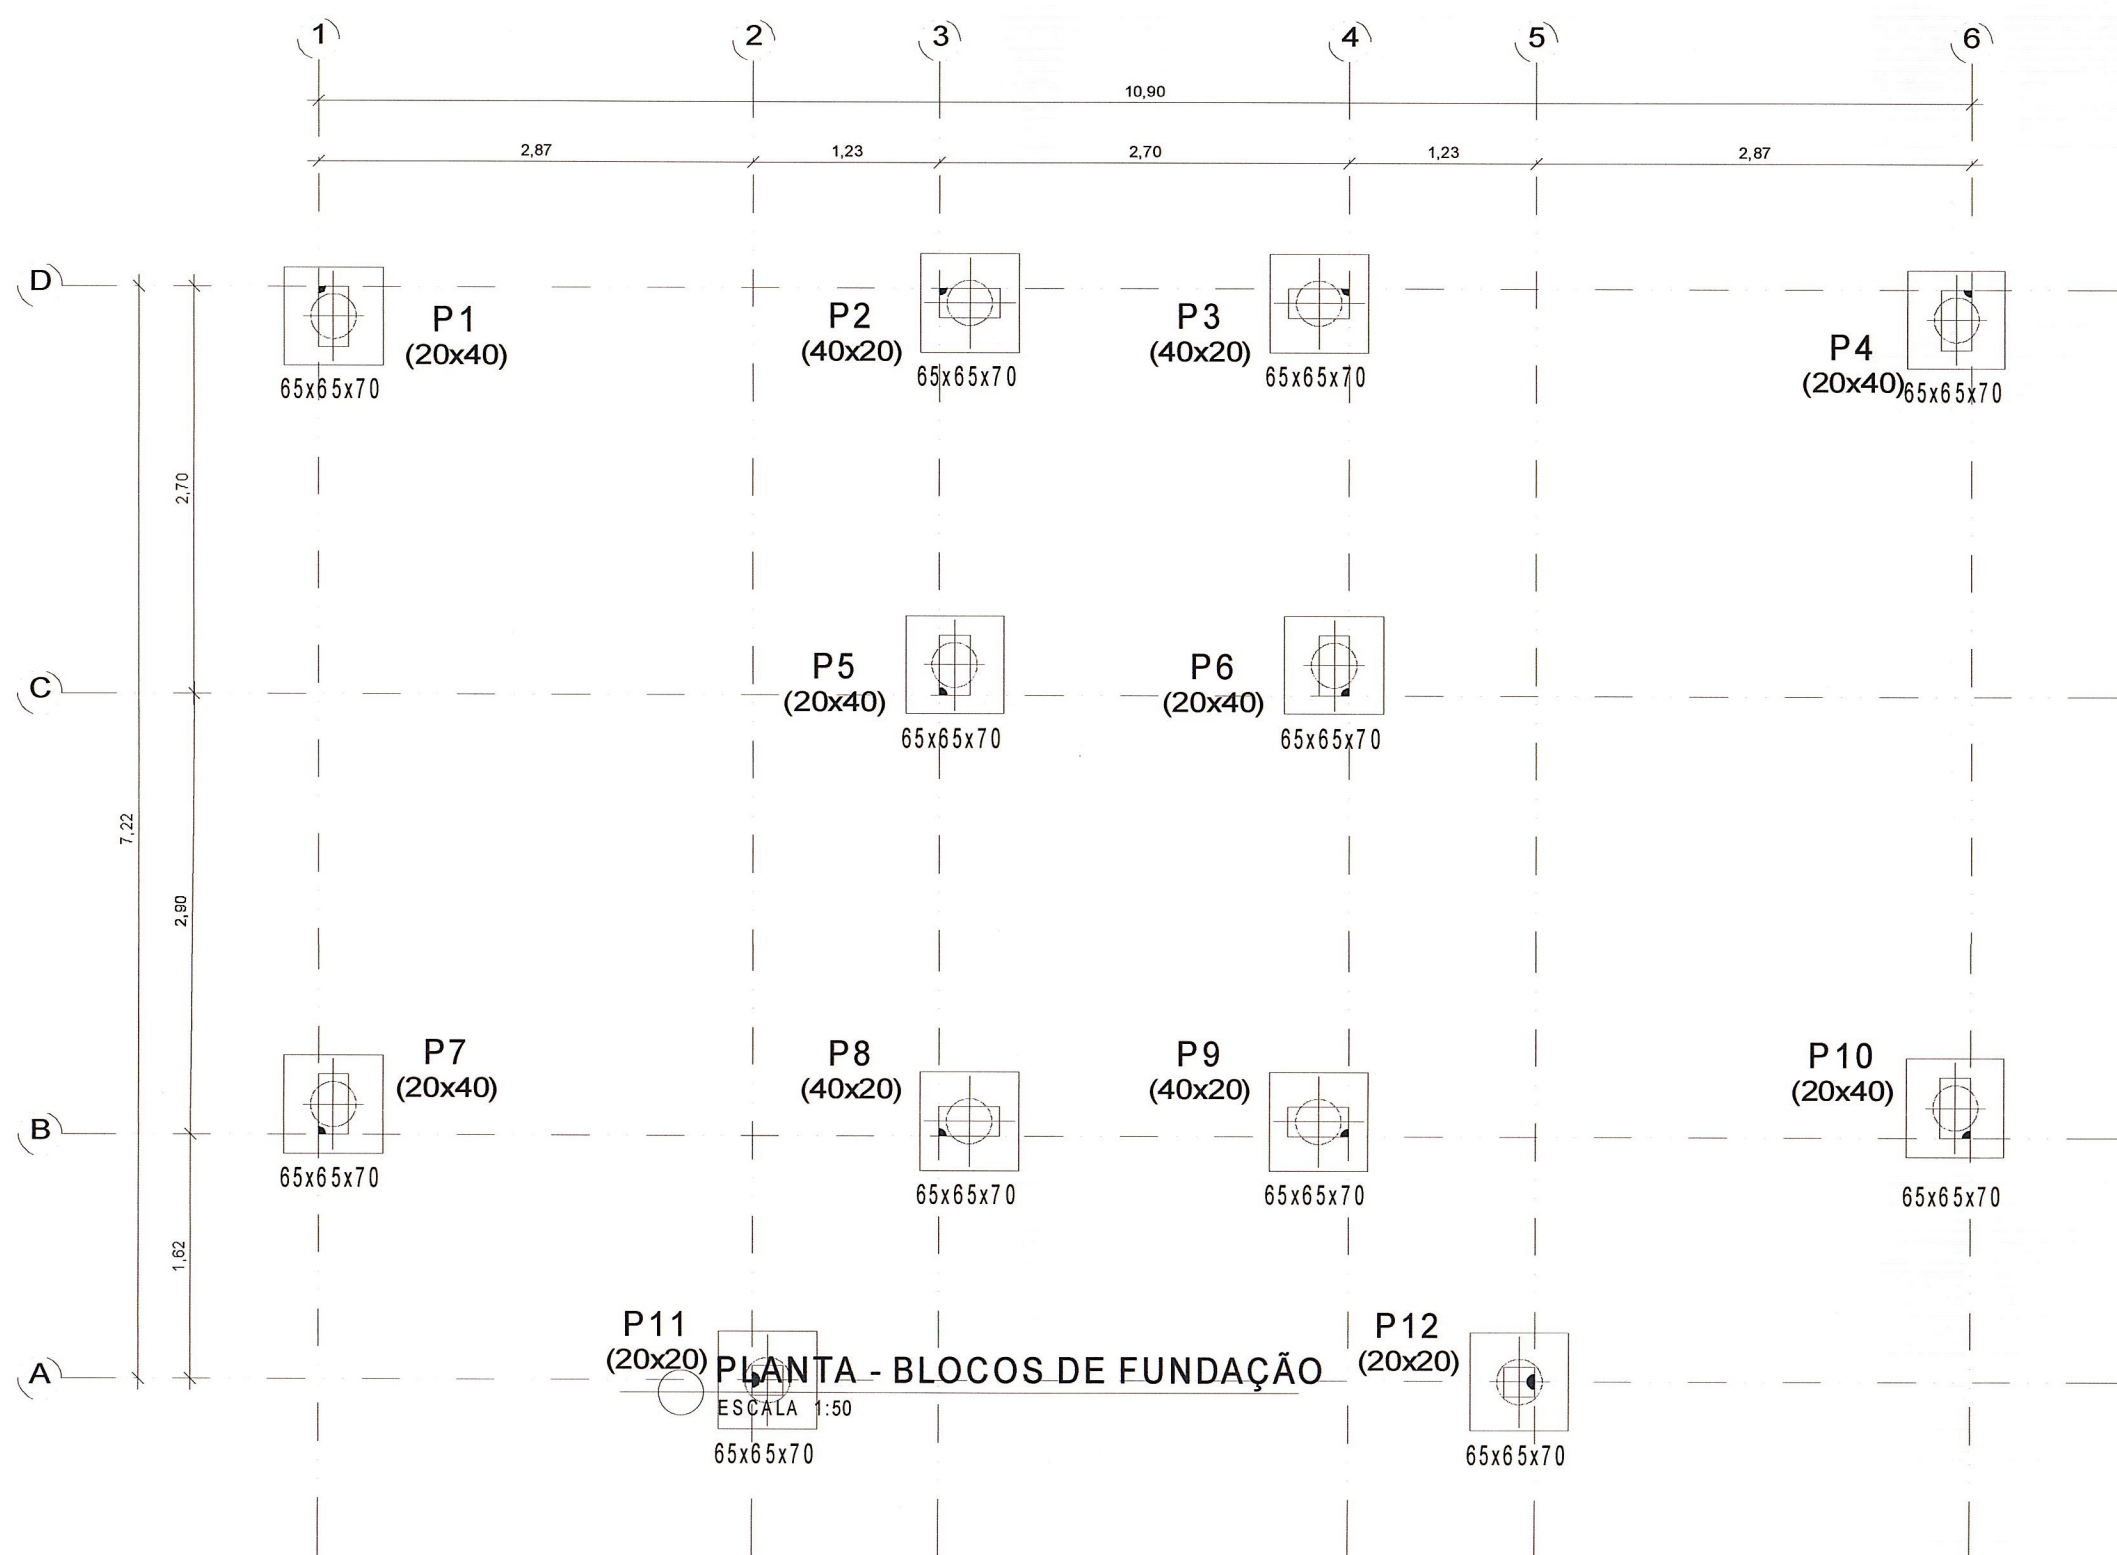 1 2 3 4 5 6
10,90
2,87 1,23 2,70 1,23 2,87
D
P1
(20x40)
65x65x70
P2
(40x20)
65x65x70
P3
(40x20)
65x65x70
P4
(20x40)
65x65x70
2,70
C
P5
(20x40)
65x65x70
P6
(20x40)
65x65x70
7,22
2,90
B
P7
(20x40)
65x65x70
P8
(40x20)
65x65x70
P9
(40x20)
65x65x70
P10
(20x40)
65x65x70
1,62
A
P11
(20x20)
65x65x70
PLANTA - BLOCOS DE FUNDAÇÃO
ESCALA 1:50
P12
(20x20)
65x65x70